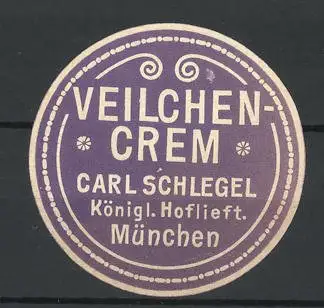 VEILCHEN-
CREM
CARL SCHLEGEL
Königl. Hoflieft.
München